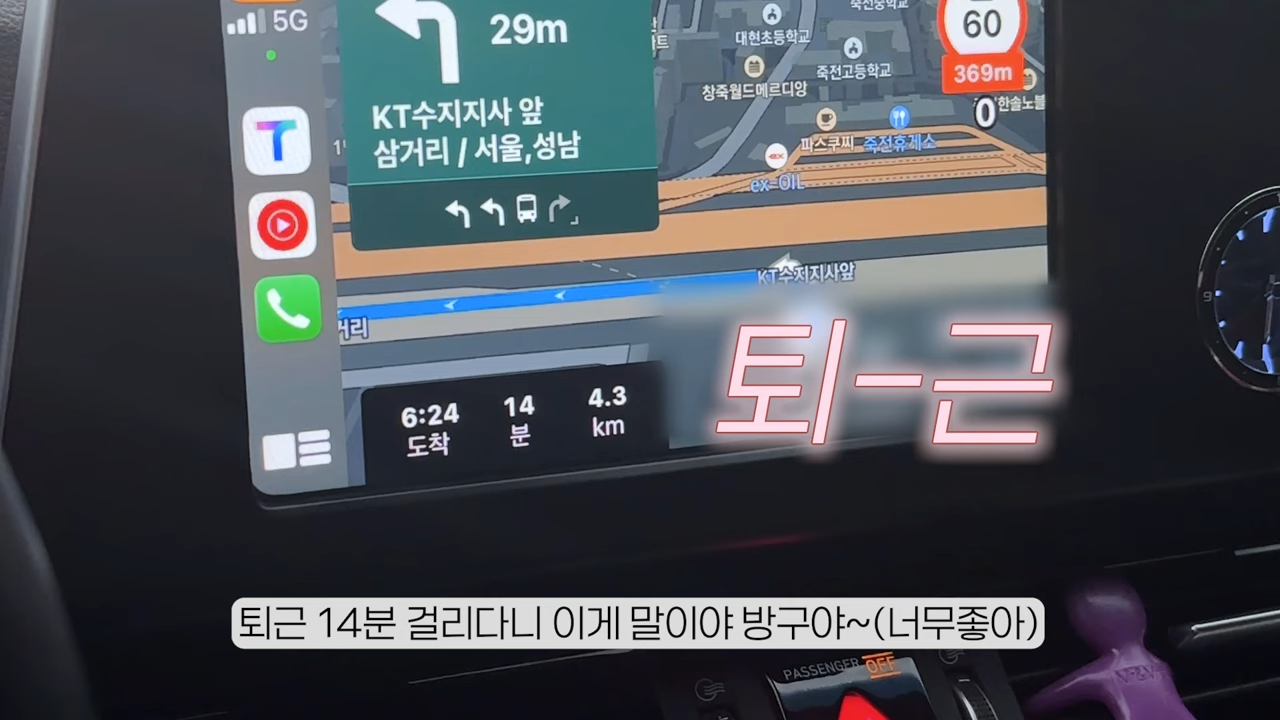 5G
29m
KT수지지사 앞
삼거리 / 서울,성남
대현초등학교
죽전고등학교
창죽월드메르디앙
파스쿠찌
죽전휴게소
ex
ex-OIL
60
369m
0
KT수지지사앞
6:24
도착
14
분
4.3
km
퇴-근
퇴근 14분 걸리다니 이게 말이야 방구야~(너무좋아)
PASSENGER OFF
9